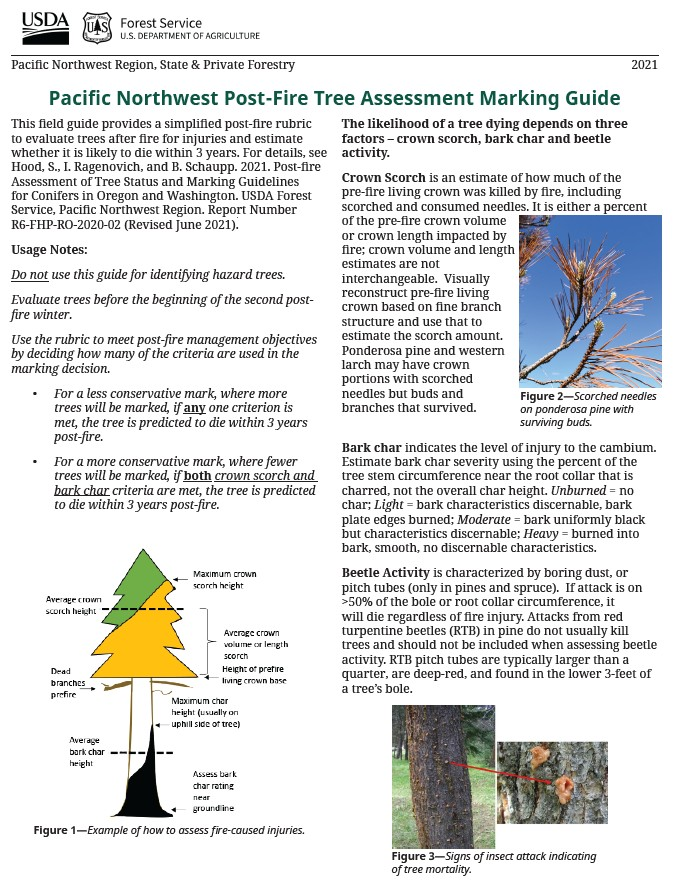 USDA
Forest Service
U.S. DEPARTMENT OF AGRICULTURE
Pacific Northwest Region, State & Private Forestry
2021
Pacific Northwest Post-Fire Tree Assessment Marking Guide
This field guide provides a simplified post-fire rubric
to evaluate trees after fire for injuries and estimate
whether it is likely to die within 3 years. For details, see
Hood, S., I. Ragenovich, and B. Schaupp. 2021. Post-fire
Assessment of Tree Status and Marking Guidelines
for Conifers in Oregon and Washington. USDA Forest
Service, Pacific Northwest Region. Report Number
R6-FHP-RO-2020-02 (Revised June 2021).
Usage Notes:
Do not use this guide for identifying hazard trees.
Evaluate trees before the beginning of the second post-
fire winter.
Use the rubric to meet post-fire management objectives
by deciding how many of the criteria are used in the
marking decision.
• For a less conservative mark, where more
trees will be marked, if any one criterion is
met, the tree is predicted to die within 3 years
post-fire.
• For a more conservative mark, where fewer
trees will be marked, if both crown scorch and
bark char criteria are met, the tree is predicted
to die within 3 years post-fire.
Maximum crown
scorch height
Average crown
scorch height
Average crown
volume or length
scorch
Height of prefire
living crown base
Dead
branches
prefire
Maximum char
height (usually on
uphill side of tree)
Average
bark char
height
Assess bark
char rating
near
groundline
Figure 1—Example of how to assess fire-caused injuries.
The likelihood of a tree dying depends on three
factors – crown scorch, bark char and beetle
activity.
Crown Scorch is an estimate of how much of the
pre-fire living crown was killed by fire, including
scorched and consumed needles. It is either a percent
of the pre-fire crown volume
or crown length impacted by
fire; crown volume and length
estimates are not
interchangeable. Visually
reconstruct pre-fire living
crown based on fine branch
structure and use that to
estimate the scorch amount.
Ponderosa pine and western
larch may have crown
portions with scorched
needles but buds and
branches that survived.
Figure 2—Scorched needles
on ponderosa pine with
surviving buds.
Bark char indicates the level of injury to the cambium.
Estimate bark char severity using the percent of the
tree stem circumference near the root collar that is
charred, not the overall char height. Unburned = no
char; Light = bark characteristics discernable, bark
plate edges burned; Moderate = bark uniformly black
but characteristics discernable; Heavy = burned into
bark, smooth, no discernable characteristics.
Beetle Activity is characterized by boring dust, or
pitch tubes (only in pines and spruce). If attack is on
>50% of the bole or root collar circumference, it
will die regardless of fire injury. Attacks from red
turpentine beetles (RTB) in pine do not usually kill
trees and should not be included when assessing beetle
activity. RTB pitch tubes are typically larger than a
quarter, are deep-red, and found in the lower 3-feet of
a tree's bole.
Figure 3—Signs of insect attack indicating
of tree mortality.